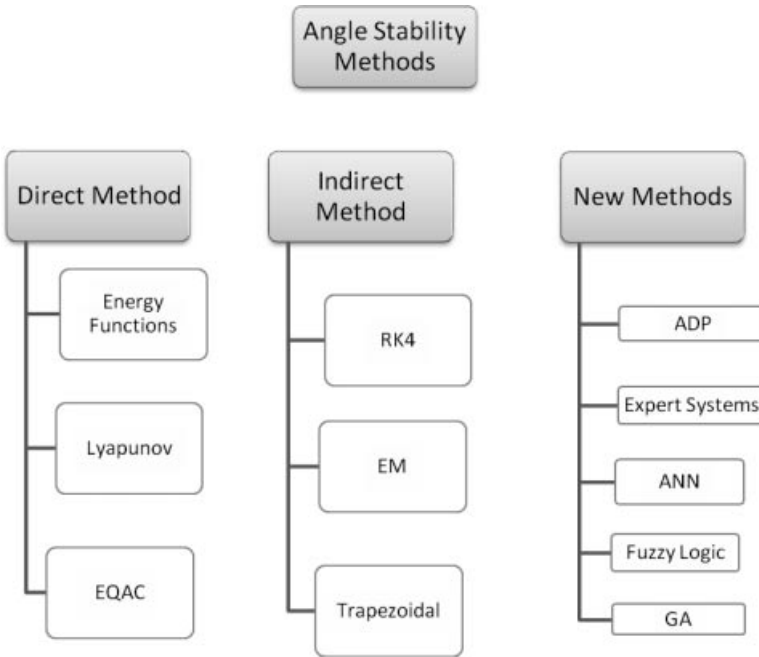 Angle Stability
Methods
Direct Method
Energy
Functions
Lyapunov
EQAC
Indirect
Method
RK4
EM
Trapezoidal
New Methods
ADP
Expert Systems
ANN
Fuzzy Logic
GA